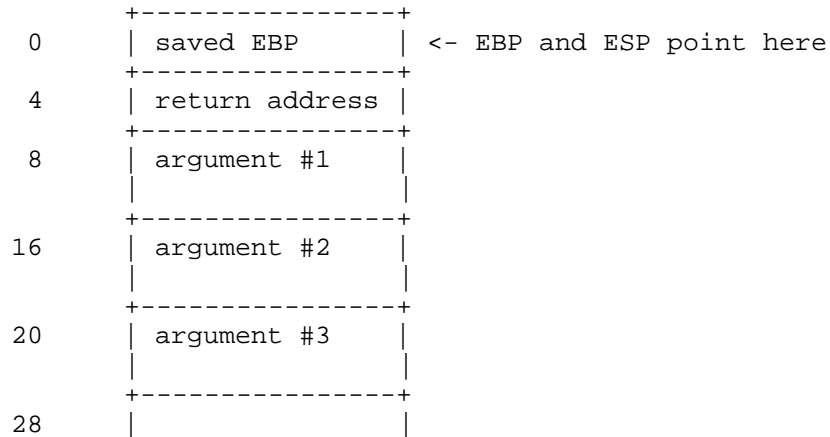 +----------------+
0 | saved EBP | <- EBP and ESP point here
+----------------+
4 | return address |
+----------------+
8 | argument #1 |
| |
+----------------+
16 | argument #2 |
| |
+----------------+
20 | argument #3 |
| |
+----------------+
28 | |